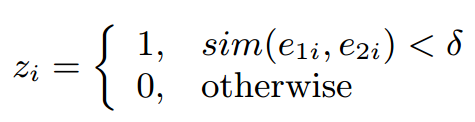 z_i = { 1, sim(e_{1i}, e_{2i}) < δ
0, otherwise